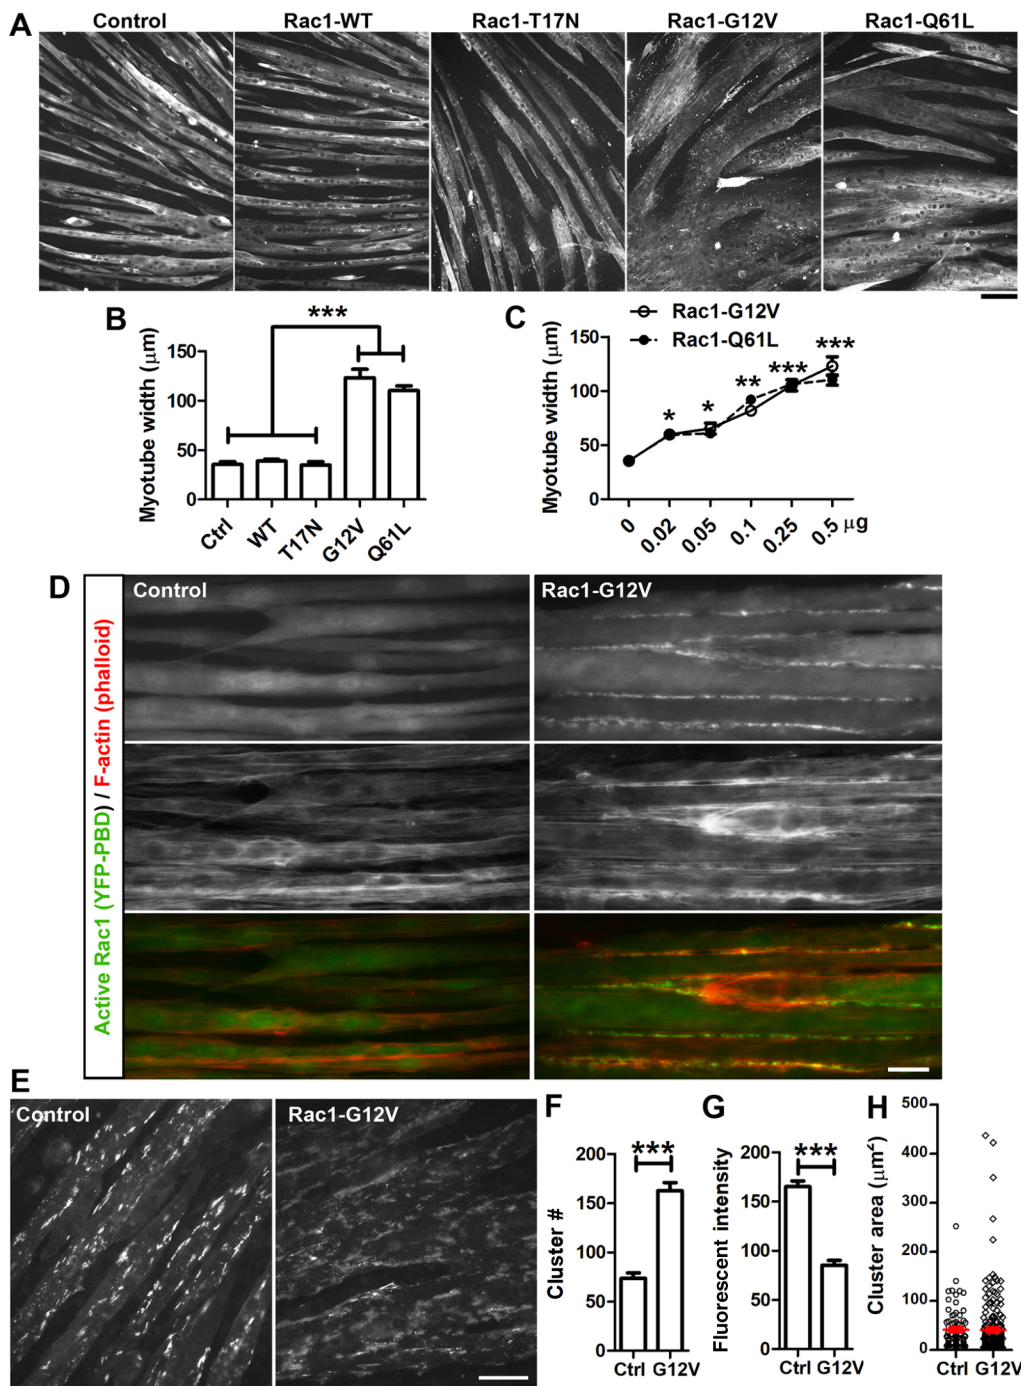 A
Control
Rac1-WT
Rac1-T17N
Rac1-G12V
Rac1-Q61L
B
***
Myotube width (μm)
150
100
50
0
Ctrl
WT
T17N
G12V
Q61L
C
Rac1-G12V
Rac1-Q61L
Myotube width (μm)
150
100
50
0
*
*
**
***
***
0
0.02
0.05
0.1
0.25
0.5
μg
D
Active Rac1 (YFP-PBD) / F-actin (phalloid)
Control
Rac1-G12V
E
Control
Rac1-G12V
F
***
Cluster #
200
150
100
50
0
Ctrl
G12V
G
***
Fluorescent intensity
200
150
100
50
0
Ctrl
G12V
H
Cluster area (μm²)
500
400
300
200
100
0
Ctrl
G12V